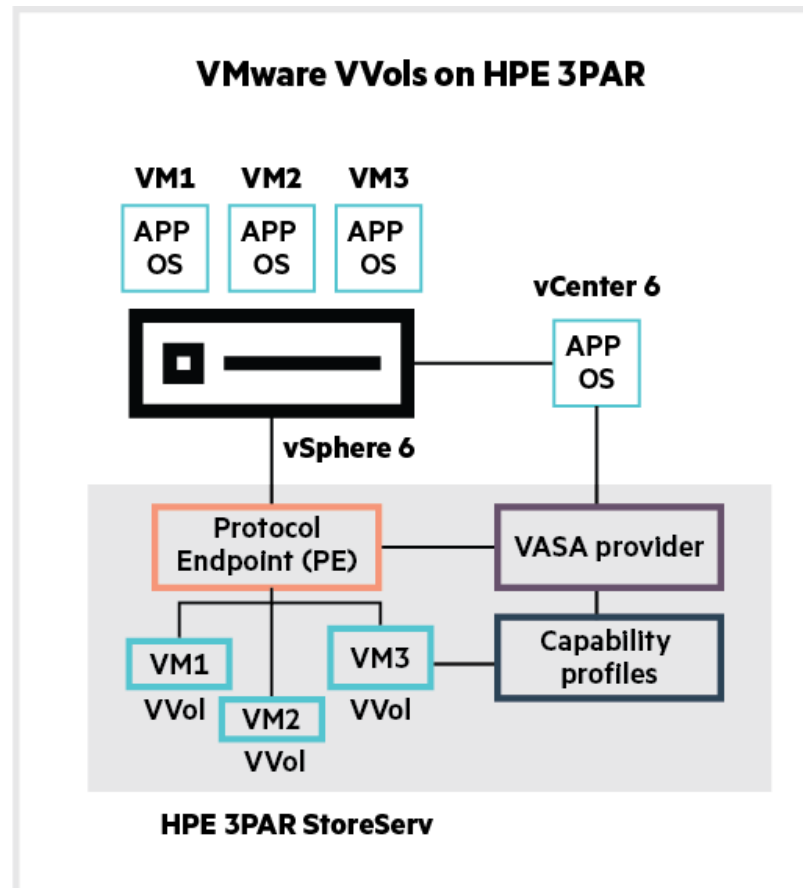 VMware VVols on HPE 3PAR
VM1 VM2 VM3
APP APP APP
OS OS OS
vCenter 6
APP
OS
vSphere 6
Protocol
Endpoint (PE)
VASA provider
VM1
VVol
VM2
VVol
VM3
VVol
Capability
profiles
HPE 3PAR StoreServ